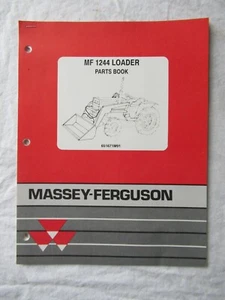 MF 1244 LOADER
PARTS BOOK
MASSEY-FERGUSON